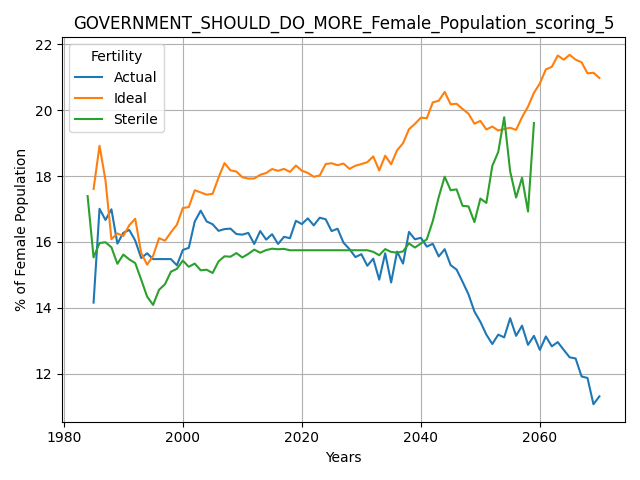 GOVERNMENT_SHOULD_DO_MORE_Female_Population_scoring_5
% of Female Population
22
20
18
16
14
12
Fertility
Actual
Ideal
Sterile
1980 2000 2020 2040 2060
Years